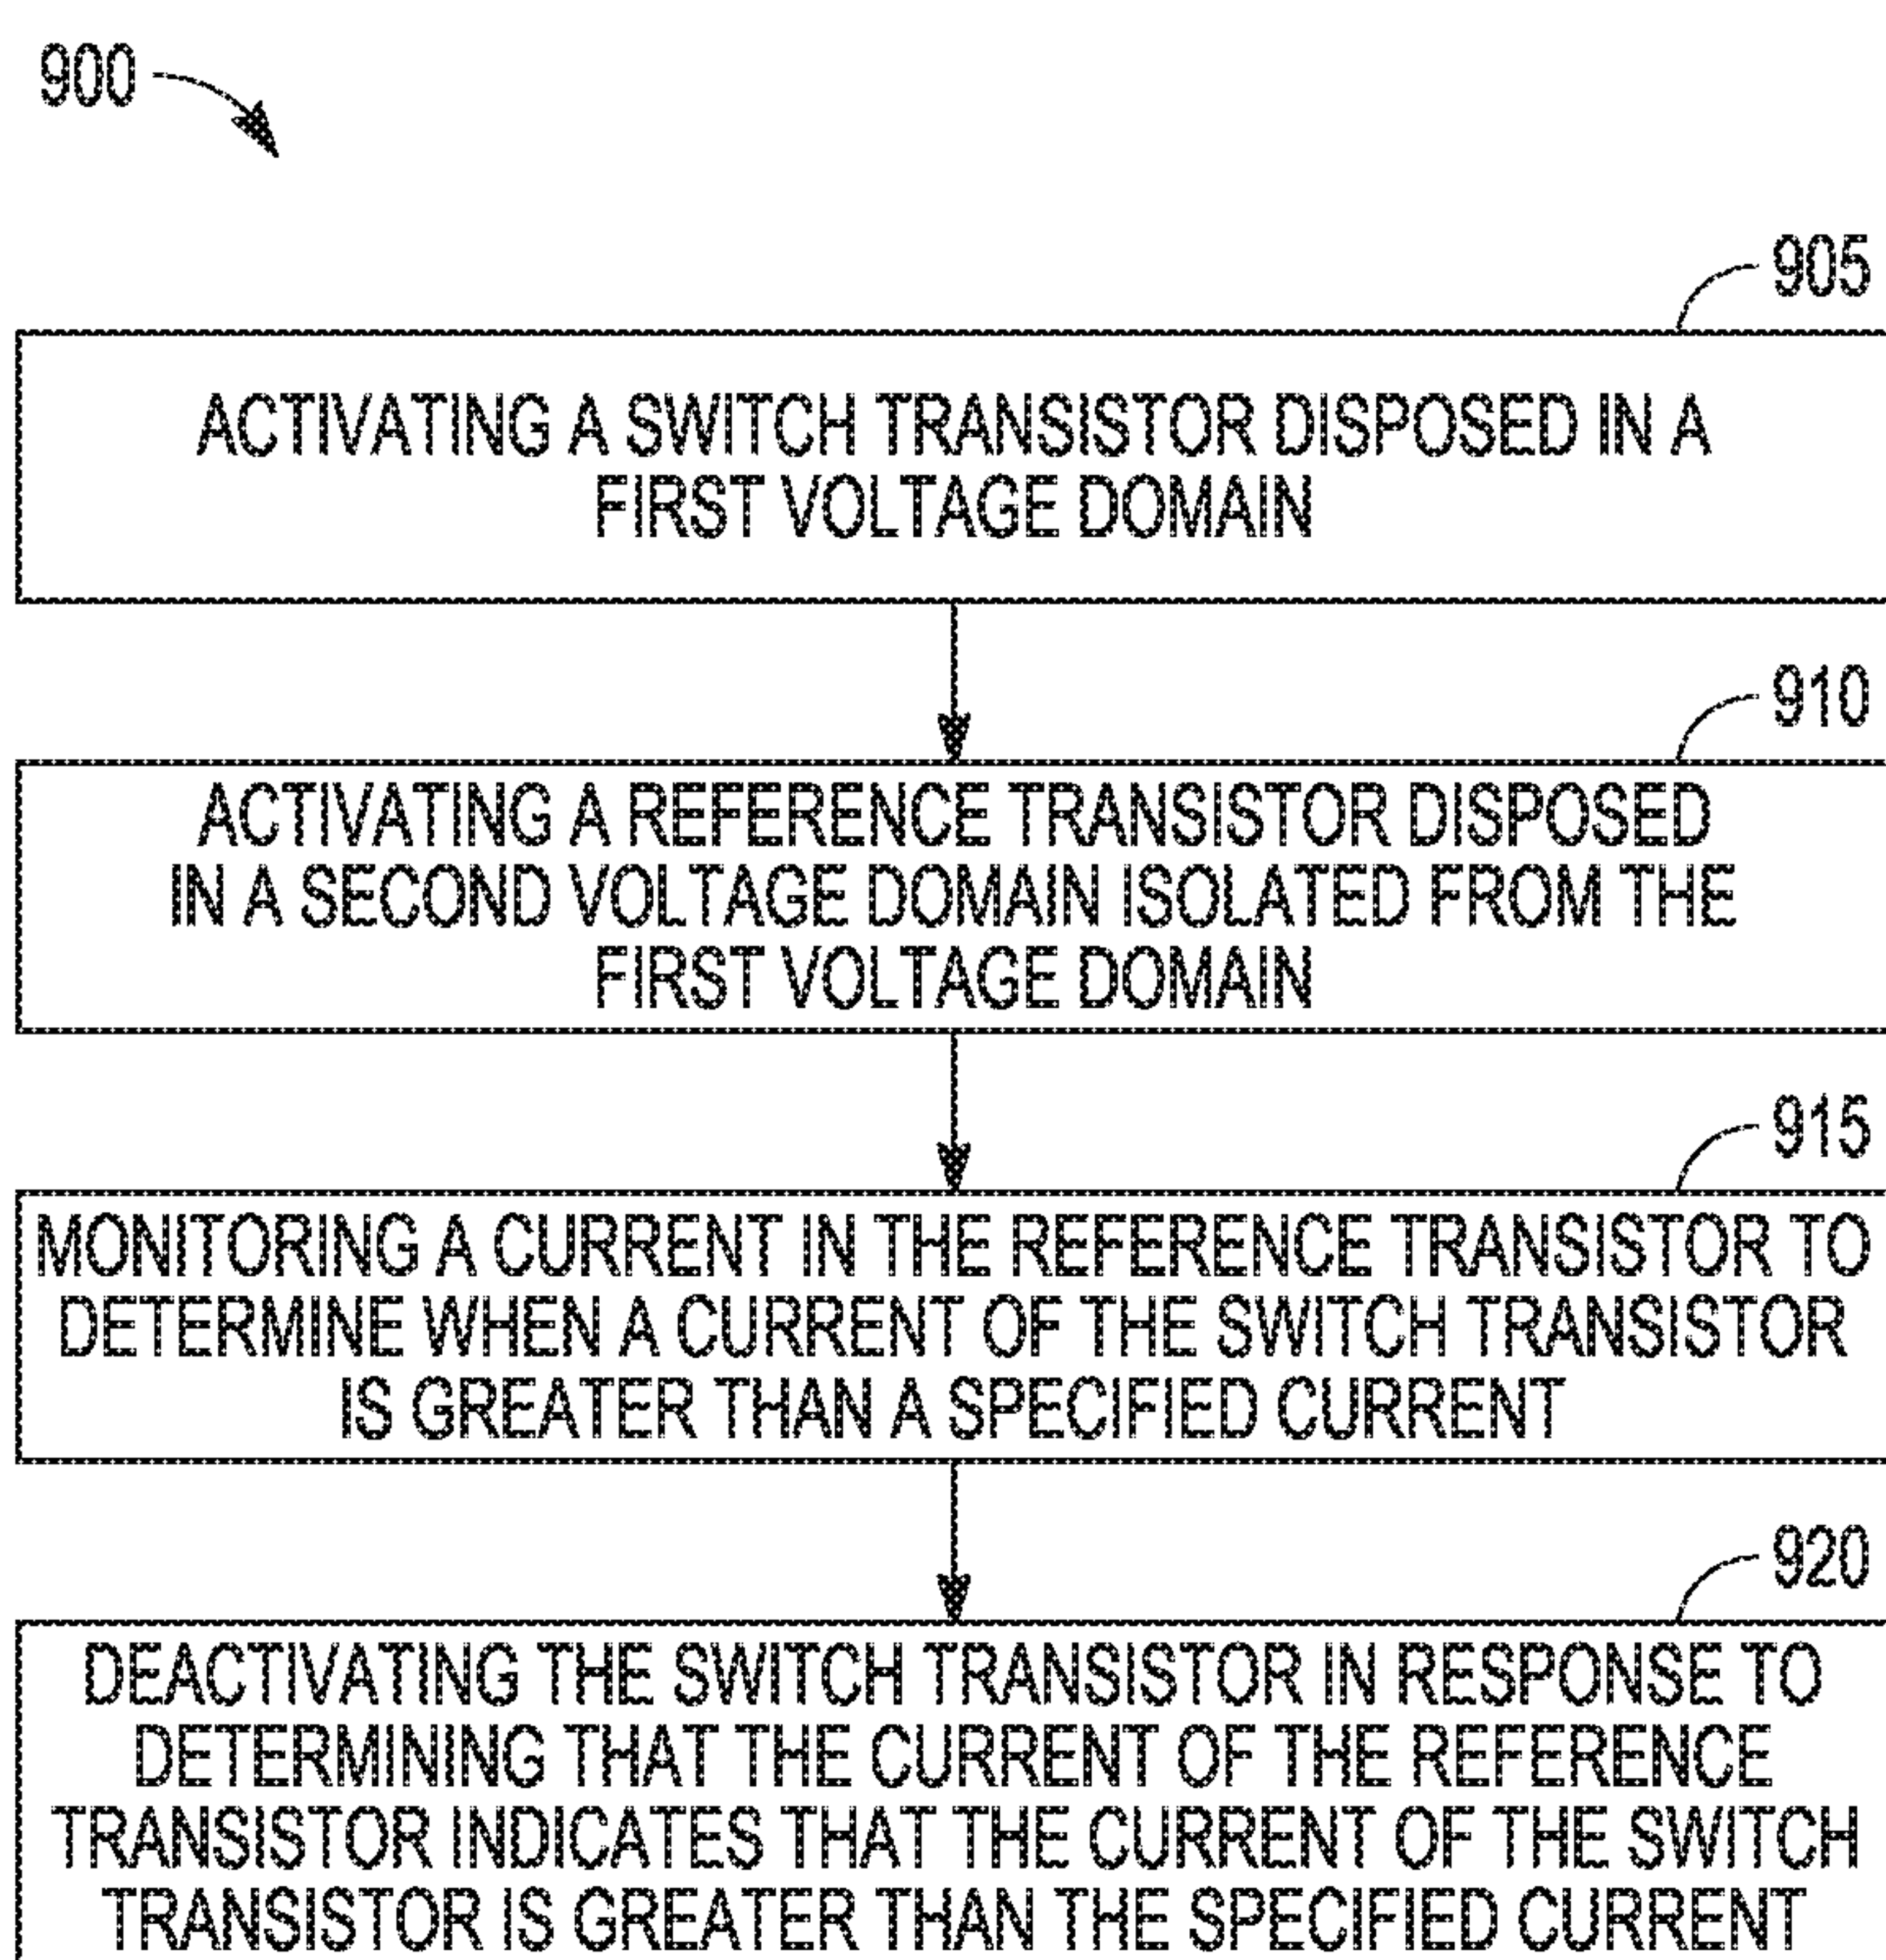 900
905
ACTIVATING A SWITCH TRANSISTOR DISPOSED IN A
FIRST VOLTAGE DOMAIN
910
ACTIVATING A REFERENCE TRANSISTOR DISPOSED
IN A SECOND VOLTAGE DOMAIN ISOLATED FROM THE
FIRST VOLTAGE DOMAIN
915
MONITORING A CURRENT IN THE REFERENCE TRANSISTOR TO
DETERMINE WHEN A CURRENT OF THE SWITCH TRANSISTOR
IS GREATER THAN A SPECIFIED CURRENT
920
DEACTIVATING THE SWITCH TRANSISTOR IN RESPONSE TO
DETERMINING THAT THE CURRENT OF THE REFERENCE
TRANSISTOR INDICATES THAT THE CURRENT OF THE SWITCH
TRANSISTOR IS GREATER THAN THE SPECIFIED CURRENT